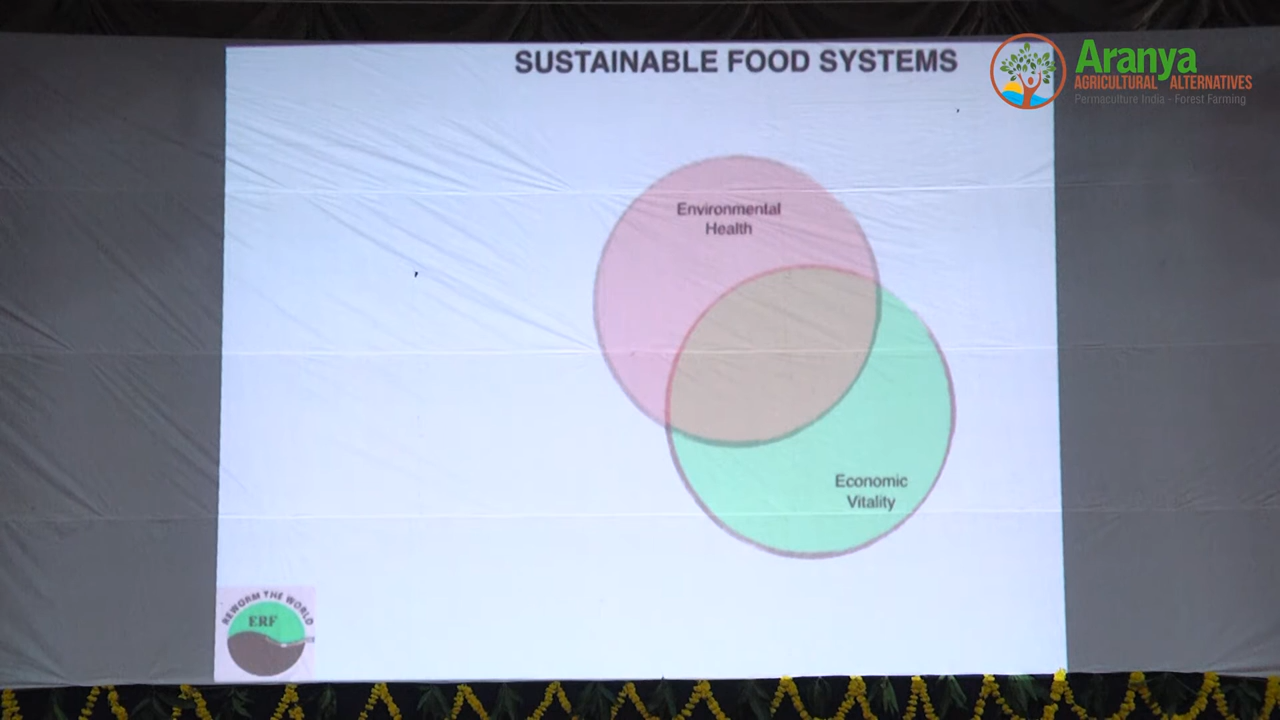 SUSTAINABLE FOOD SYSTEMS
Aranya
AGRICULTURAL ALTERNATIVES
Permaculture India - Forest Farming
Environmental
Health
Economic
Vitality
REWORM THE WORLD
ERF